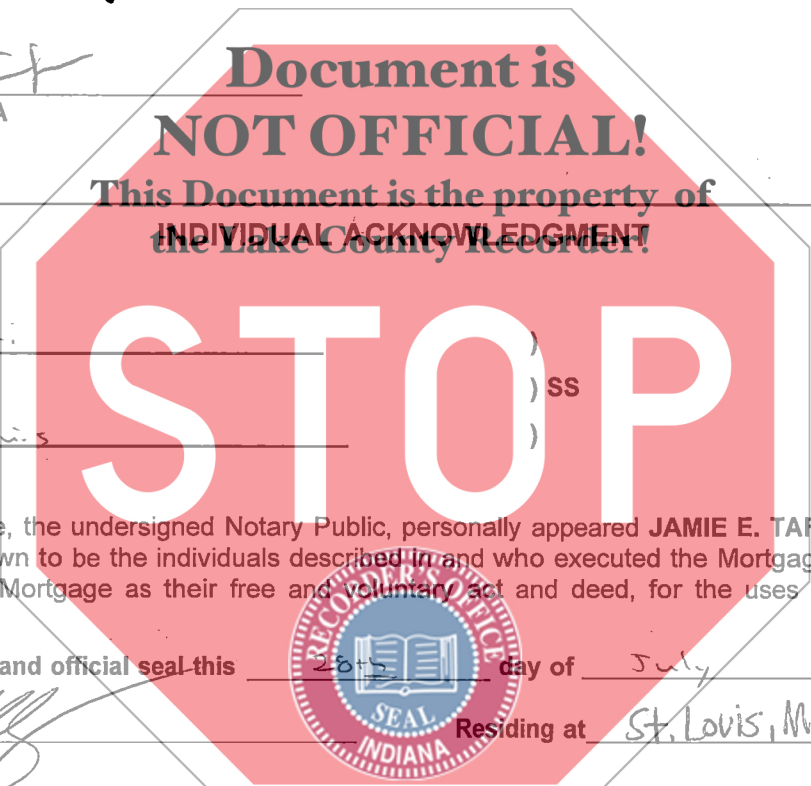 Document is
NOT OFFICIAL!
This Document is the property of
the Lake County Recorder!
INDIVIDUAL ACKNOWLEDGMENT
STOP
)
) SS
)
the undersigned Notary Public, personally appeared JAMIE E.
to be the individuals described in and who executed the
Mortgage as their free and voluntary act and deed, for the uses
and official seal this 28th day of July
Residing at St. Louis,
RECORDER'S OFFICE
SEAL
INDIANA